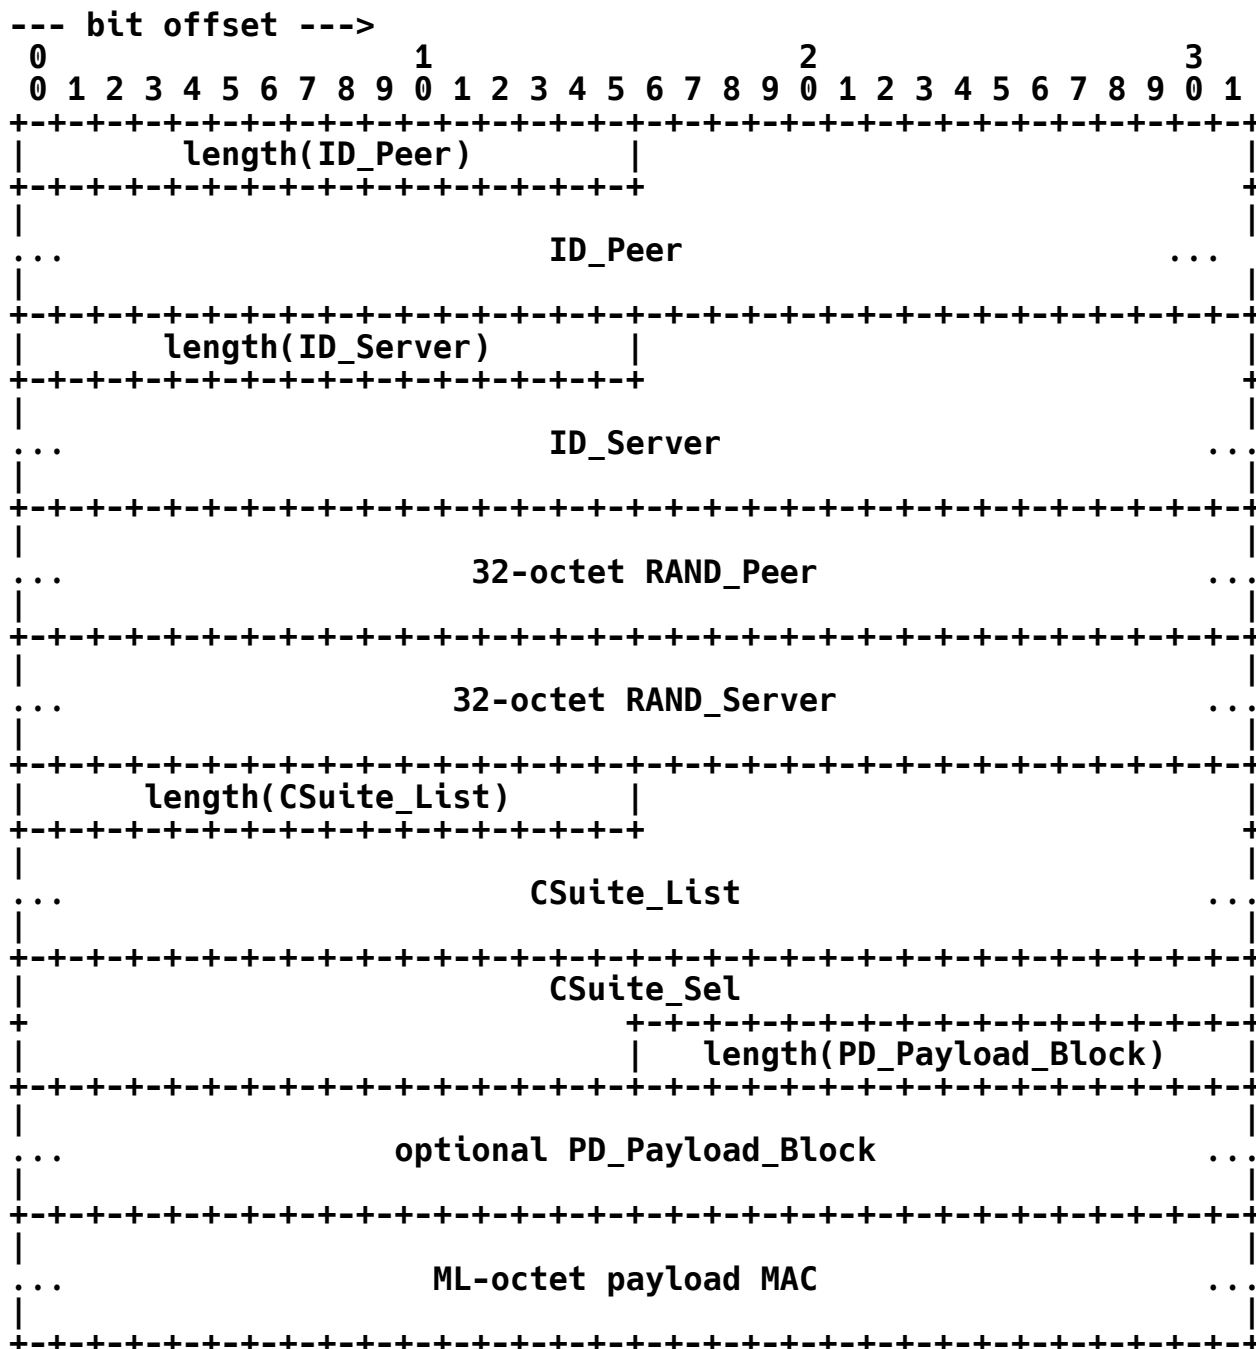 --- bit offset --->
 0                   1                   2                   3
 0 1 2 3 4 5 6 7 8 9 0 1 2 3 4 5 6 7 8 9 0 1 2 3 4 5 6 7 8 9 0 1
+-+-+-+-+-+-+-+-+-+-+-+-+-+-+-+-+-+-+-+-+-+-+-+-+-+-+-+-+-+-+-+-+
|        length(ID_Peer)        |                               |
+-+-+-+-+-+-+-+-+-+-+-+-+-+-+-+-+                               +
|                                                               |
...                         ID_Peer                         ...
|                                                               |
+-+-+-+-+-+-+-+-+-+-+-+-+-+-+-+-+-+-+-+-+-+-+-+-+-+-+-+-+-+-+-+-+
|       length(ID_Server)       |                               |
+-+-+-+-+-+-+-+-+-+-+-+-+-+-+-+-+                               +
|                                                               |
...                         ID_Server                         ...
|                                                               |
+-+-+-+-+-+-+-+-+-+-+-+-+-+-+-+-+-+-+-+-+-+-+-+-+-+-+-+-+-+-+-+-+
|                                                               |
...                     32-octet RAND_Peer                    ...
|                                                               |
+-+-+-+-+-+-+-+-+-+-+-+-+-+-+-+-+-+-+-+-+-+-+-+-+-+-+-+-+-+-+-+-+
|                                                               |
...                    32-octet RAND_Server                   ...
|                                                               |
+-+-+-+-+-+-+-+-+-+-+-+-+-+-+-+-+-+-+-+-+-+-+-+-+-+-+-+-+-+-+-+-+
|      length(CSuite_List)      |                               |
+-+-+-+-+-+-+-+-+-+-+-+-+-+-+-+-+                               +
|                                                               |
...                        CSuite_List                        ...
|                                                               |
+-+-+-+-+-+-+-+-+-+-+-+-+-+-+-+-+-+-+-+-+-+-+-+-+-+-+-+-+-+-+-+-+
|                           CSuite_Sel                          |
+                               +-+-+-+-+-+-+-+-+-+-+-+-+-+-+-+-+
|                               |   length(PD_Payload_Block)    |
+-+-+-+-+-+-+-+-+-+-+-+-+-+-+-+-+-+-+-+-+-+-+-+-+-+-+-+-+-+-+-+-+
|                                                               |
...                 optional PD_Payload_Block                 ...
|                                                               |
+-+-+-+-+-+-+-+-+-+-+-+-+-+-+-+-+-+-+-+-+-+-+-+-+-+-+-+-+-+-+-+-+
|                                                               |
...                   ML-octet payload MAC                    ...
|                                                               |
+-+-+-+-+-+-+-+-+-+-+-+-+-+-+-+-+-+-+-+-+-+-+-+-+-+-+-+-+-+-+-+-+